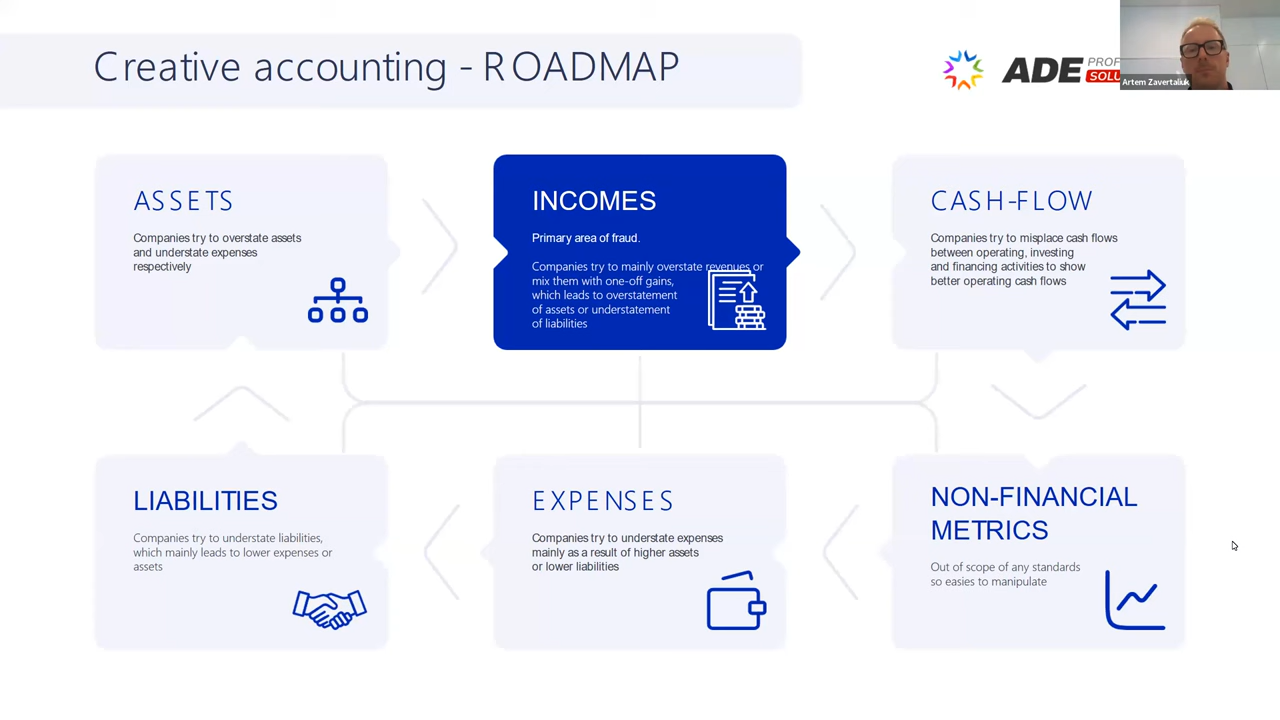 Creative accounting - ROADMAP
ADE
Artem Zavertaliuk
ASSETS
Companies try to overstate assets
and understate expenses
respectively
INCOMES
Primary area of fraud.
Companies try to mainly overstate revenues or
mix them with one-off gains,
which leads to overstatement
of assets or understatement
of liabilities
CASH-FLOW
Companies try to misplace cash flows
between operating, investing
and financing activities to show
better operating cash flows
LIABILITIES
Companies try to understate liabilities,
which mainly leads to lower expenses or
assets
EXPENSES
Companies try to understate expenses
mainly as a result of higher assets
or lower liabilities
NON-FINANCIAL
METRICS
Out of scope of any standards
so easies to manipulate